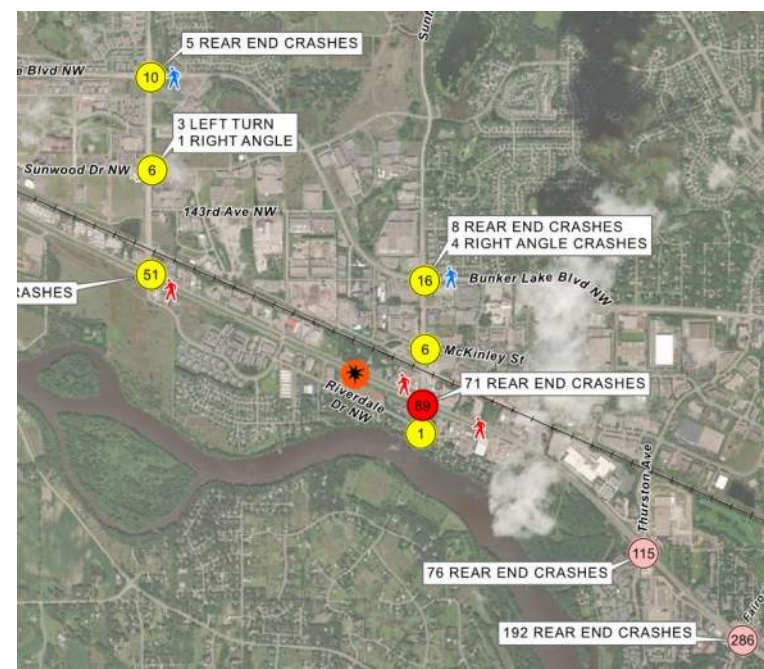 5 REAR END CRASHES
e Blvd NW
10
3 LEFT TURN
1 RIGHT ANGLE
Sunwood Dr NW
6
143rd Ave NW
8 REAR END CRASHES
4 RIGHT ANGLE CRASHES
51
16
Bunker Lake Blvd NW
RASHES
6
McKinley St
71 REAR END CRASHES
Riverdale
Dr NW
89
1
Thurston Ave
115
76 REAR END CRASHES
192 REAR END CRASHES
286